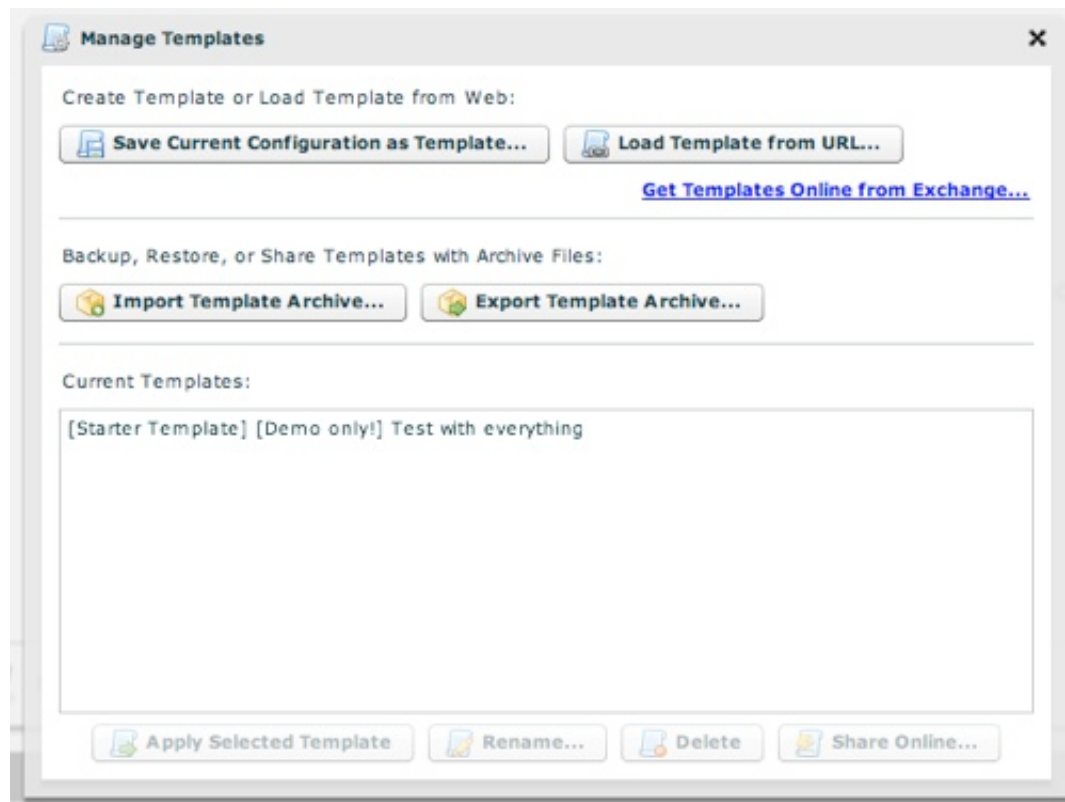 Manage Templates
Create Template or Load Template from Web:
Save Current Configuration as Template... Load Template from URL...
Get Templates Online from Exchange...
Backup, Restore, or Share Templates with Archive Files:
Import Template Archive... Export Template Archive...
Current Templates:
[Starter Template] [Demo only!] Test with everything
Apply Selected Template Rename... Delete Share Online...